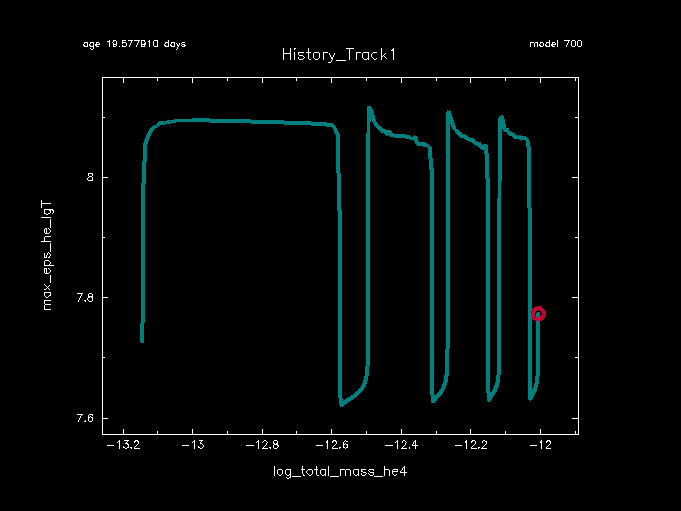 age 19.577910 days
model 700
History_Track1
8
7.8
7.6
max_eps_he_lgT
-13.2 -13 -12.8 -12.6 -12.4 -12.2 -12
log_total_mass_he4